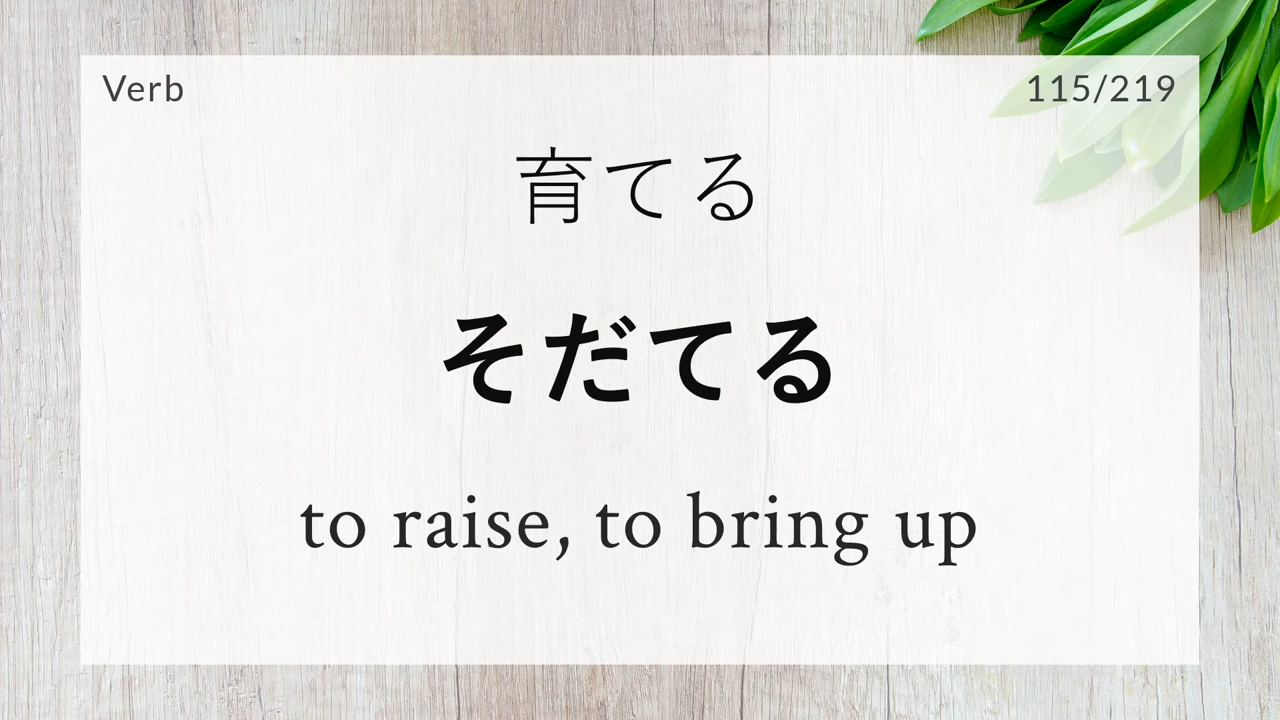 Verb
115/219
育てる
そだてる
to raise, to bring up